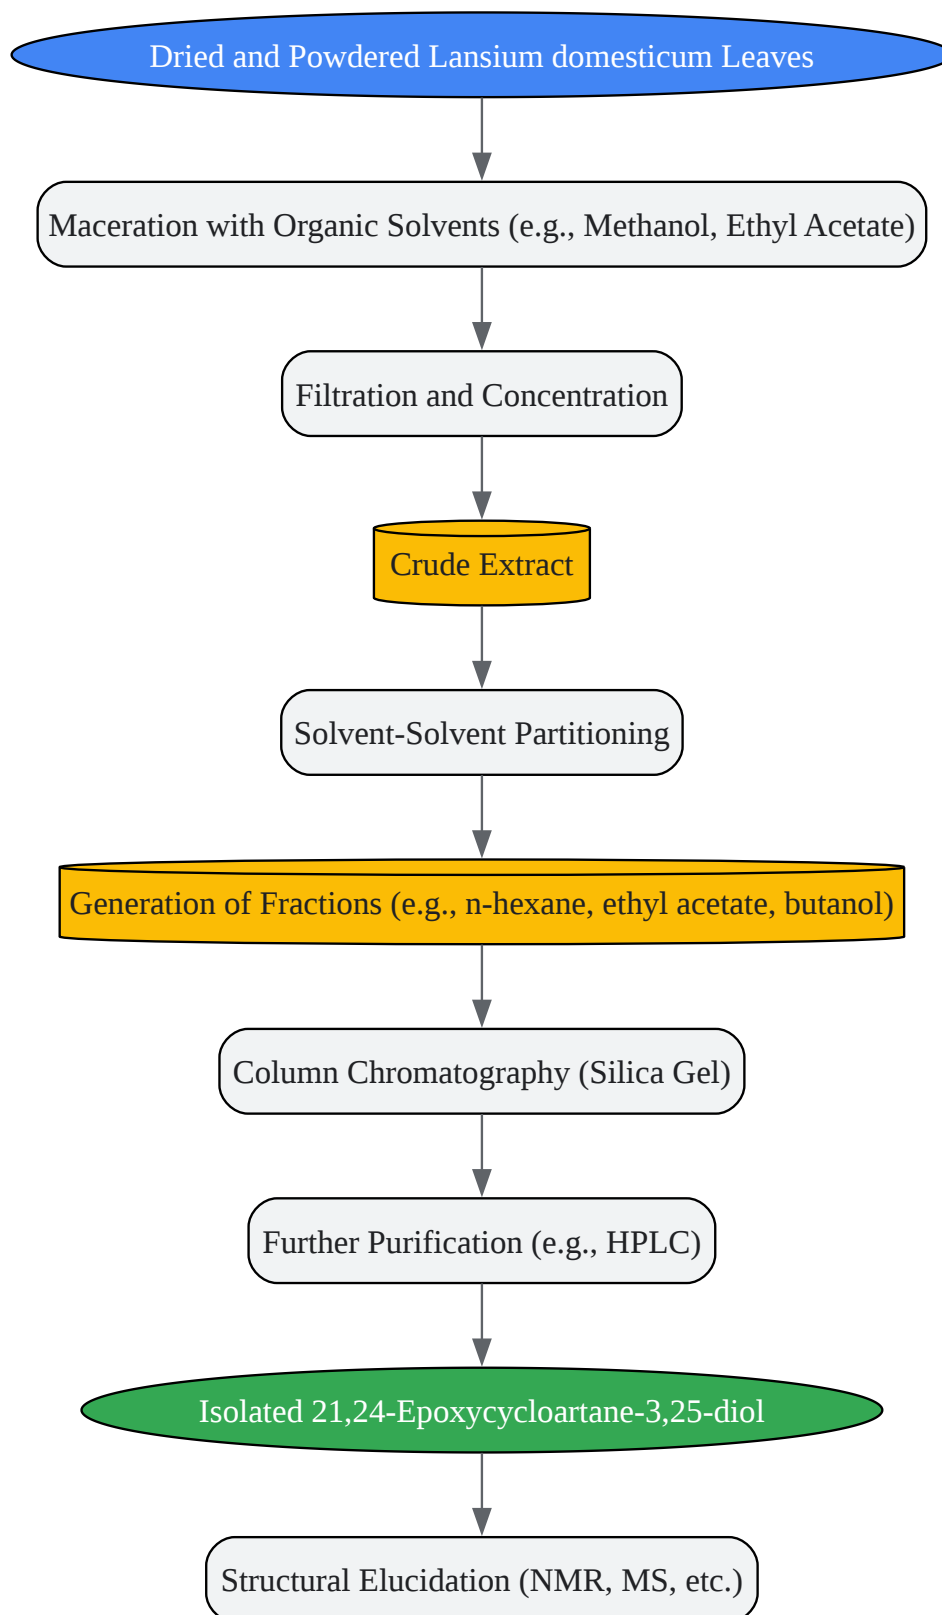 Dried and Powdered Lansium domesticum Leaves
Maceration with Organic Solvents (e.g., Methanol, Ethyl Acetate)
Filtration and Concentration
Crude Extract
Solvent-Solvent Partitioning
Generation of Fractions (e.g., n-hexane, ethyl acetate, butanol)
Column Chromatography (Silica Gel)
Further Purification (e.g., HPLC)
Isolated 21,24-Epoxycycloartane-3,25-diol
Structural Elucidation (NMR, MS, etc.)